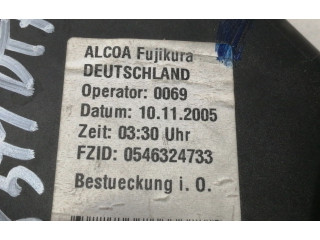 ALCOA Fujikura
DEUTSCHLAND
Operator: 0069
Datum: 10.11.2005
Zeit: 03:30 Uhr
FZID: 0546324733
Bestueckung i. O.